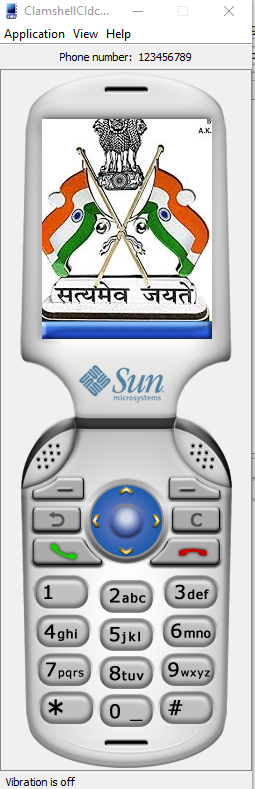 ClamshellCldc...
Application View Help
Phone number: 123456789
B
A.K.
सत्यमेव जयते
Sun
microsystems
C
1 2abc 3def
4ghi 5jkl 6mno
7pqrs 8tuv 9wxyz
* 0 _ #
Vibration is off